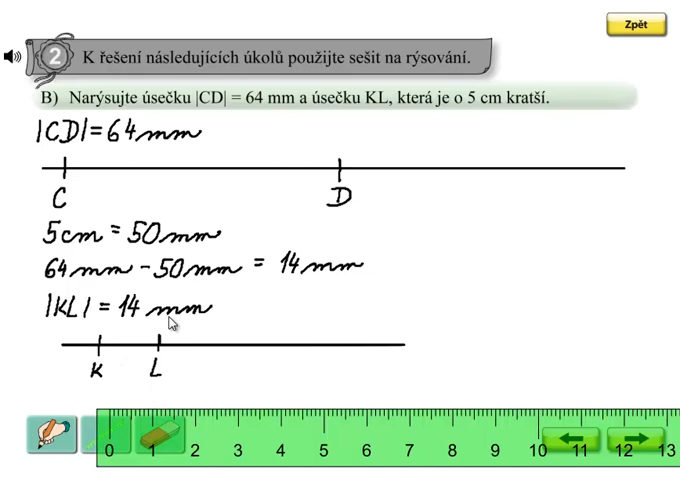 Zpět
2 K řešení následujících úkolů použijte sešit na rýsování.
B) Narýsujte úsečku |CD| = 64 mm a úsečku KL, která je o 5 cm kratší.
|CD| = 64 mm
C D
5cm = 50mm
64mm - 50mm = 14mm
|KL| = 14 mm
K L
0 1 2 3 4 5 6 7 8 9 10 11 12 13